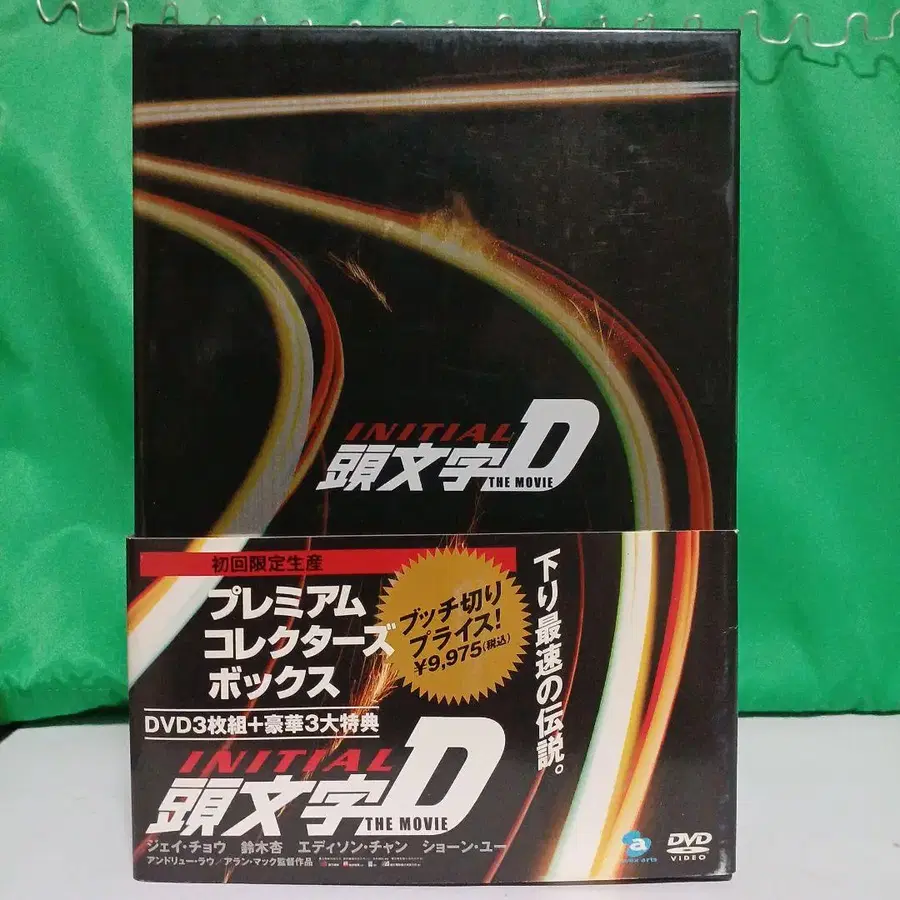 INITIAL
頭文字D
THE MOVIE
初回限定生産
プレミアム
コレクターズ
ボックス
ブッチ切り
プライス!
¥9,975(税込)
下り最速の伝説。
DVD3枚組+豪華3大特典
INITIAL
頭文字D
THE MOVIE
ジェイ・チョウ 鈴木杏 エディソン・チャン ショーン・ユー
アンドリュー・ラウ/アラン・マック監督作品
a
avex arts
DVD
VIDEO